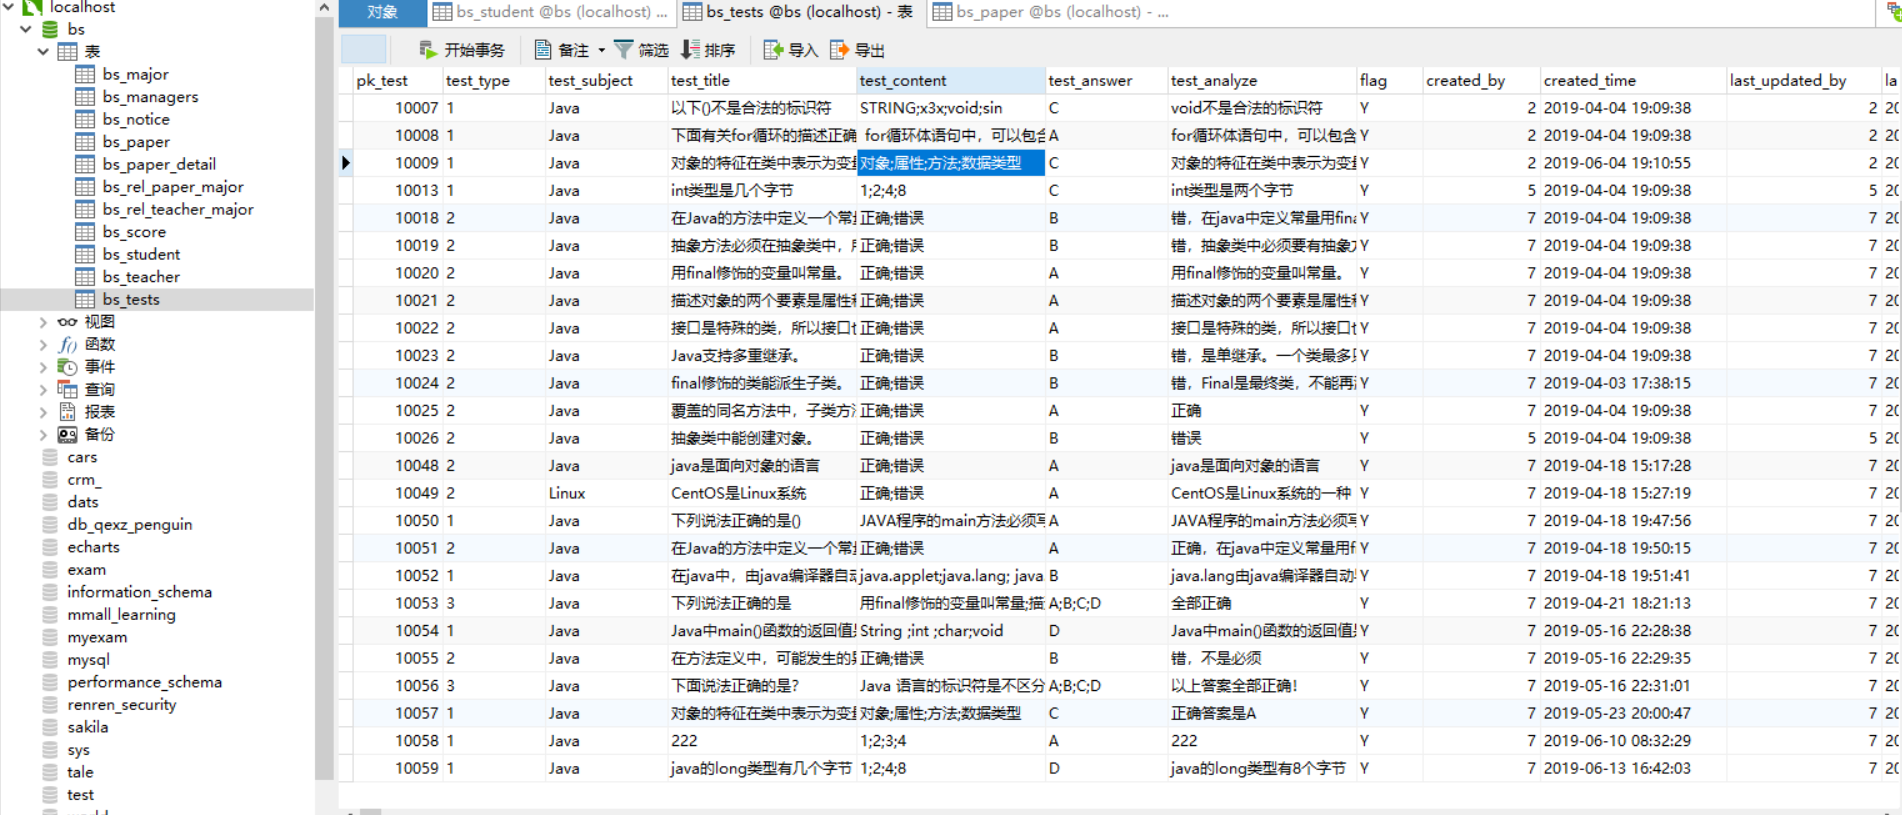 localhost
bs
表
bs_major
bs_managers
bs_notice
bs_paper
bs_paper_detail
bs_rel_paper_major
bs_rel_teacher_major
bs_score
bs_student
bs_teacher
bs_tests
视图
函数
事件
查询
报表
备份
cars
crm_
dats
db_qexz_penguin
echarts
exam
information_schema
mmall_learning
myexam
mysql
performance_schema
renren_security
sakila
sys
tale
test
对象 bs_student @bs (localhost) ... bs_tests @bs (localhost) - 表 bs_paper @bs (localhost) - ...
开始事务 备注 筛选 排序 导入 导出
pk_test test_type test_subject test_title test_content test_answer test_analyze flag created_by created_time last_updated_by la
10007 1 Java 以下()不是合法的标识符 STRING;x3x;void;sin C void不是合法的标识符 Y 2 2019-04-04 19:09:38 2 20
10008 1 Java 下面有关for循环的描述正确 for循环体语句中，可以包含 A for循环体语句中，可以包含 Y 2 2019-04-04 19:09:38 2 20
10009 1 Java 对象的特征在类中表示为变 对象;属性;方法;数据类型 C 对象的特征在类中表示为变 Y 2 2019-06-04 19:10:55 2 20
10013 1 Java int类型是几个字节 1;2;4;8 C int类型是两个字节 Y 5 2019-04-04 19:09:38 5 20
10018 2 Java 在Java的方法中定义一个常 正确;错误 B 错，在java中定义常量用fina Y 7 2019-04-04 19:09:38 7 20
10019 2 Java 抽象方法必须在抽象类中， 正确;错误 B 错，抽象类中必须要有抽象 Y 7 2019-04-04 19:09:38 7 20
10020 2 Java 用final修饰的变量叫常量。 正确;错误 A 用final修饰的变量叫常量。 Y 7 2019-04-04 19:09:38 7 20
10021 2 Java 描述对象的两个要素是属性 正确;错误 A 描述对象的两个要素是属性 Y 7 2019-04-04 19:09:38 7 20
10022 2 Java 接口是特殊的类，所以接口 正确;错误 A 接口是特殊的类，所以接口 Y 7 2019-04-04 19:09:38 7 20
10023 2 Java Java支持多重继承。 正确;错误 B 错，是单继承。一个类最多 Y 7 2019-04-04 19:09:38 7 20
10024 2 Java final修饰的类能派生子类。 正确;错误 B 错，Final是最终类，不能再 Y 7 2019-04-03 17:38:15 7 20
10025 2 Java 覆盖的同名方法中，子类方 正确;错误 A 正确 Y 7 2019-04-04 19:09:38 7 20
10026 2 Java 抽象类中能创建对象。 正确;错误 B 错误 Y 5 2019-04-04 19:09:38 5 20
10048 2 Java java是面向对象的语言 正确;错误 A java是面向对象的语言 Y 7 2019-04-18 15:17:28 7 20
10049 2 Linux CentOS是Linux系统 正确;错误 A CentOS是Linux系统的一种 Y 7 2019-04-18 15:27:19 7 20
10050 1 Java 下列说法正确的是() JAVA程序的main方法必须写 A JAVA程序的main方法必须写 Y 7 2019-04-18 19:47:56 7 20
10051 2 Java 在Java的方法中定义一个常 正确;错误 A 正确，在java中定义常量用f Y 7 2019-04-18 19:50:15 7 20
10052 1 Java 在java中，由java编译器自 java.applet;java.lang; java. B java.lang由java编译器自动 Y 7 2019-04-18 19:51:41 7 20
10053 3 Java 下列说法正确的是 用final修饰的变量叫常量;描 A;B;C;D 全部正确 Y 7 2019-04-21 18:21:13 7 20
10054 1 Java Java中main()函数的返回值 String ;int ;char;void D Java中main()函数的返回值 Y 7 2019-05-16 22:28:38 7 20
10055 2 Java 在方法定义中，可能发生的 正确;错误 B 错，不是必须 Y 7 2019-05-16 22:29:35 7 20
10056 3 Java 下面说法正确的是? Java 语言的标识符是不区分 A;B;C;D 以上答案全部正确! Y 7 2019-05-16 22:31:01 7 20
10057 1 Java 对象的特征在类中表示为变 对象;属性;方法;数据类型 C 正确答案是A Y 7 2019-05-23 20:00:47 7 20
10058 1 Java 222 1;2;3;4 A 222 Y 7 2019-06-10 08:32:29 7 20
10059 1 Java java的long类型有几个字节 1;2;4;8 D java的long类型有8个字节 Y 7 2019-06-13 16:42:03 7 20